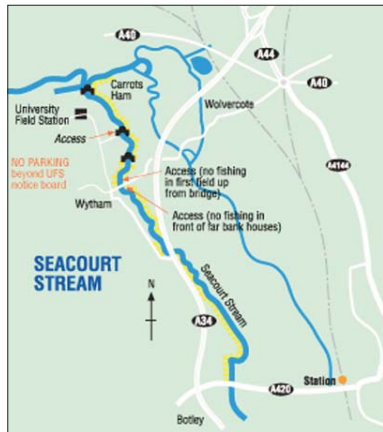 A40
A44
Carrots
Ham
A40
University
Field Station
Wolvercote
Access
A4144
NO PARKING
beyond UFS
notice board
Access (no fishing
in first field up
from bridge)
Wytham
Access (no fishing in
front of far bank houses)
SEACOURT
STREAM
N
Seacourt Stream
A34
Station
A420
Botley